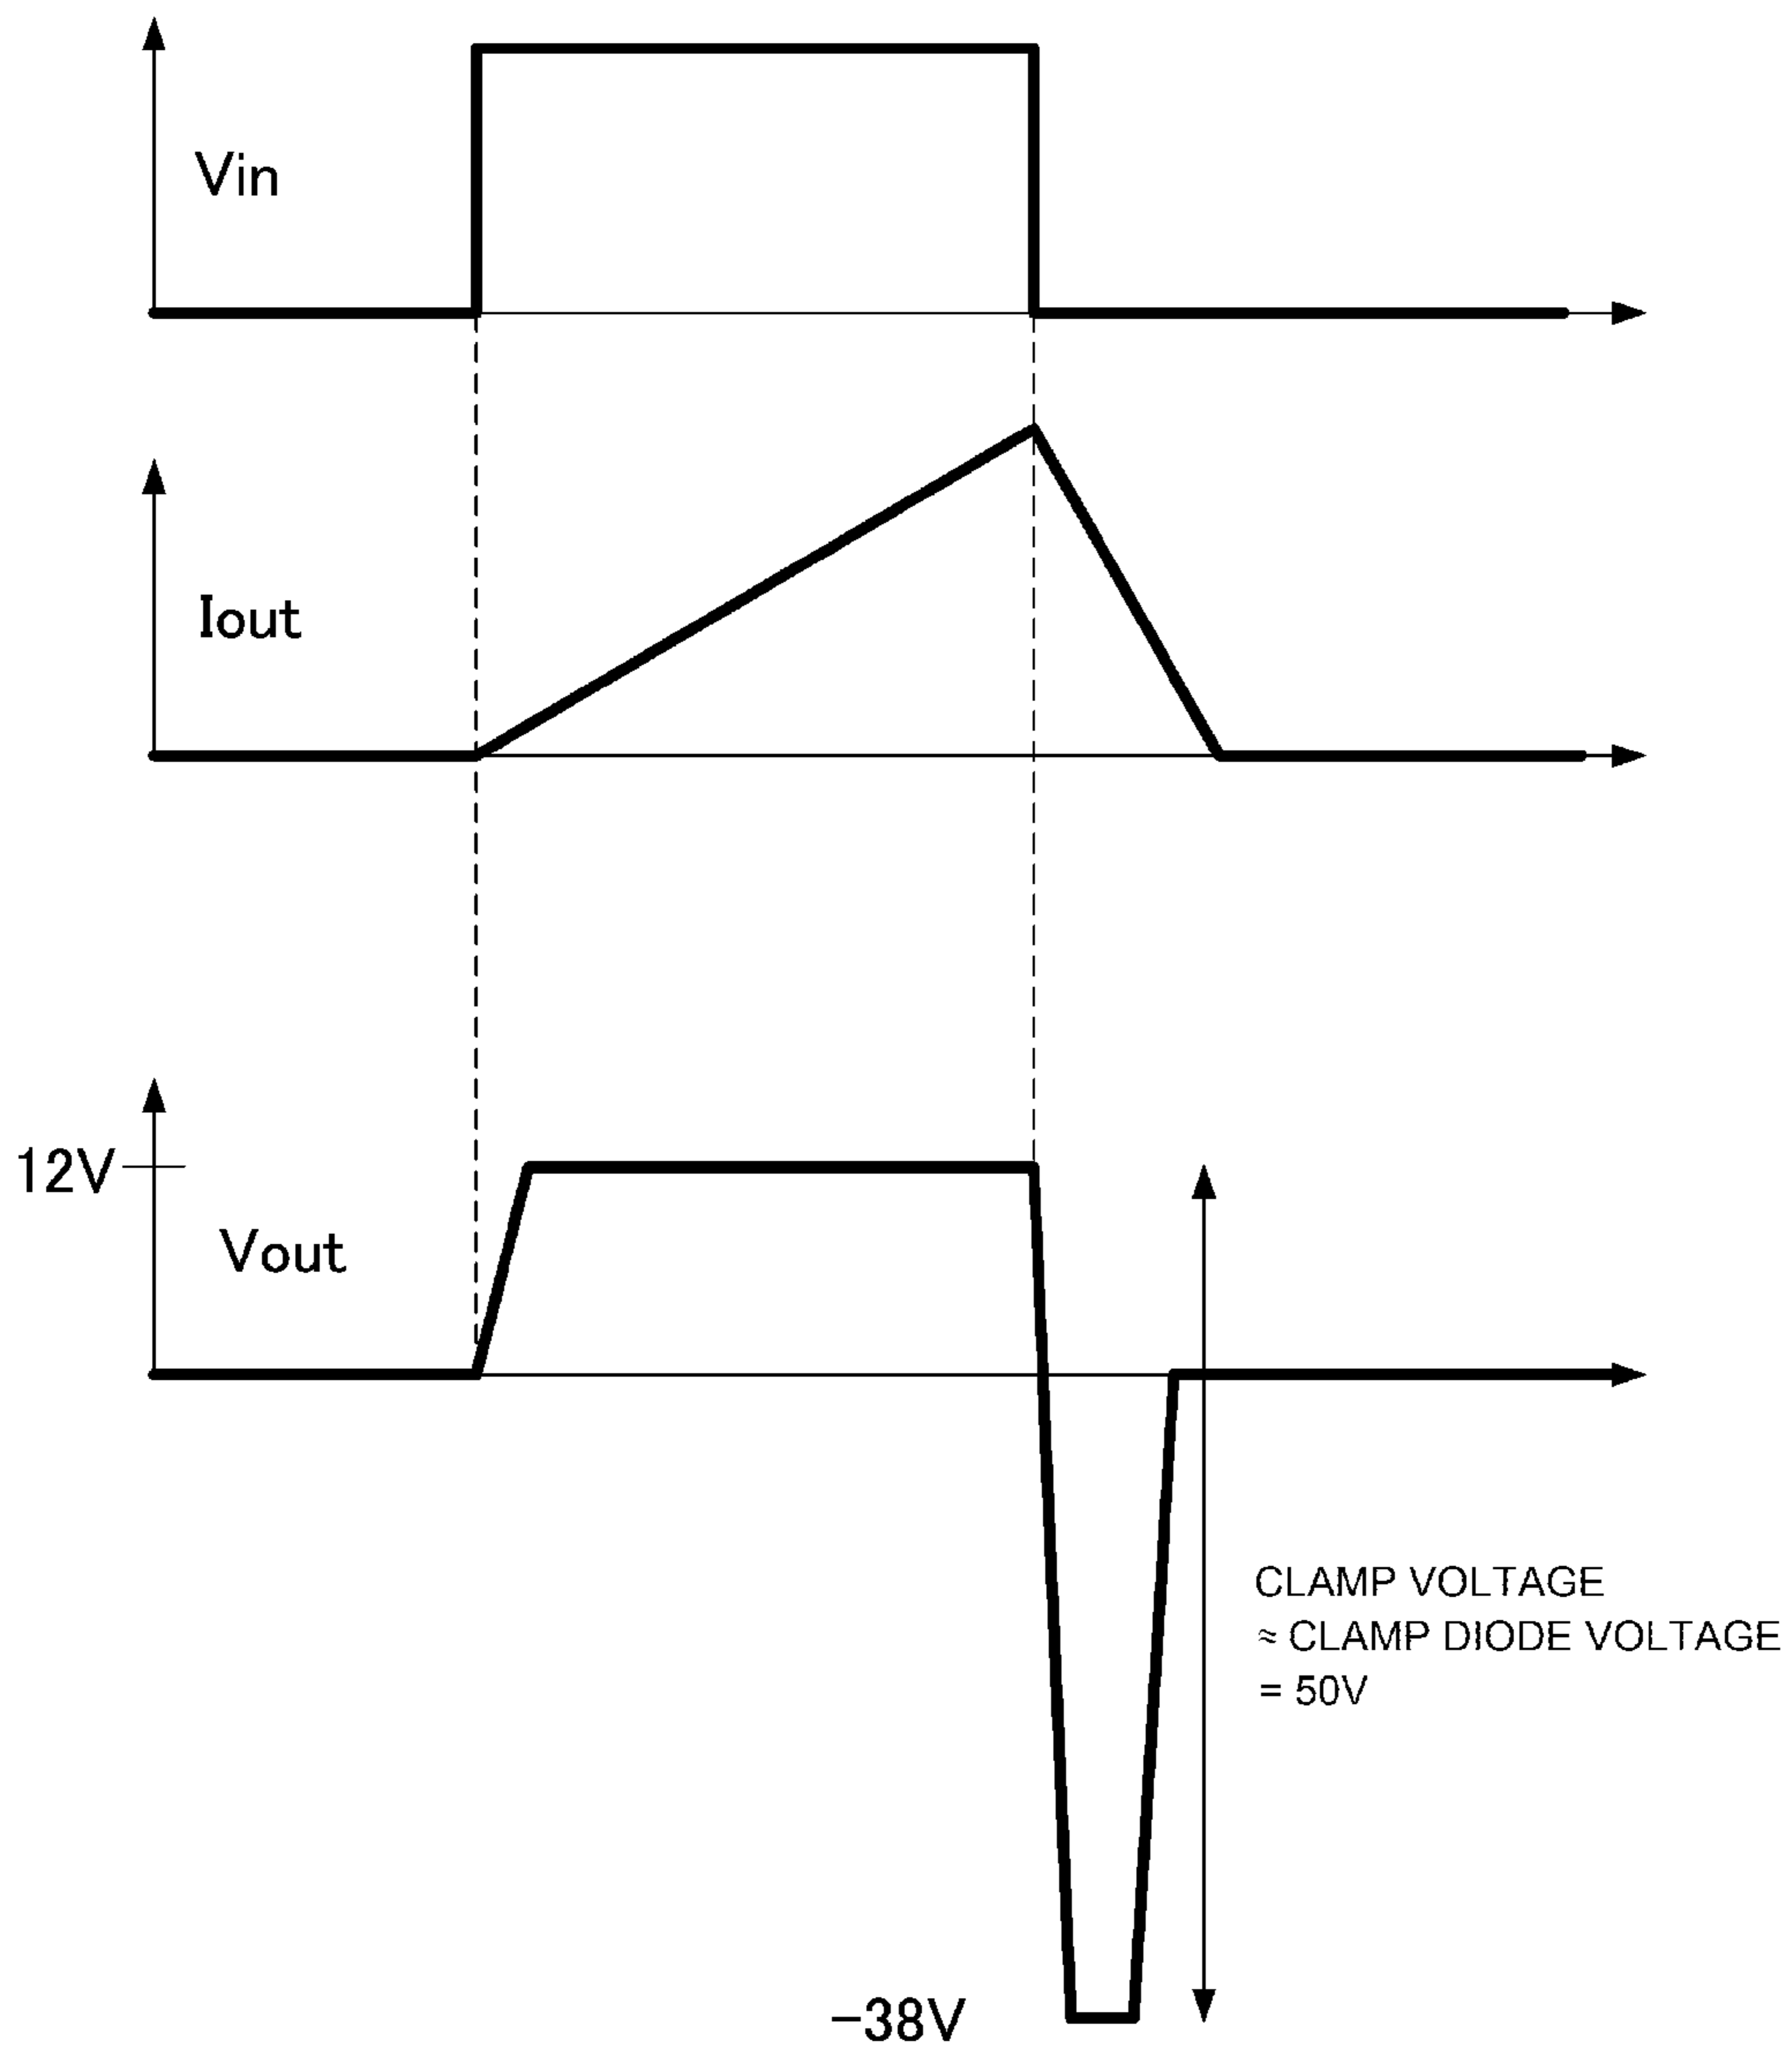 Vin
Iout
12V
Vout
CLAMP VOLTAGE
≈ CLAMP DIODE VOLTAGE
= 50V
−38V